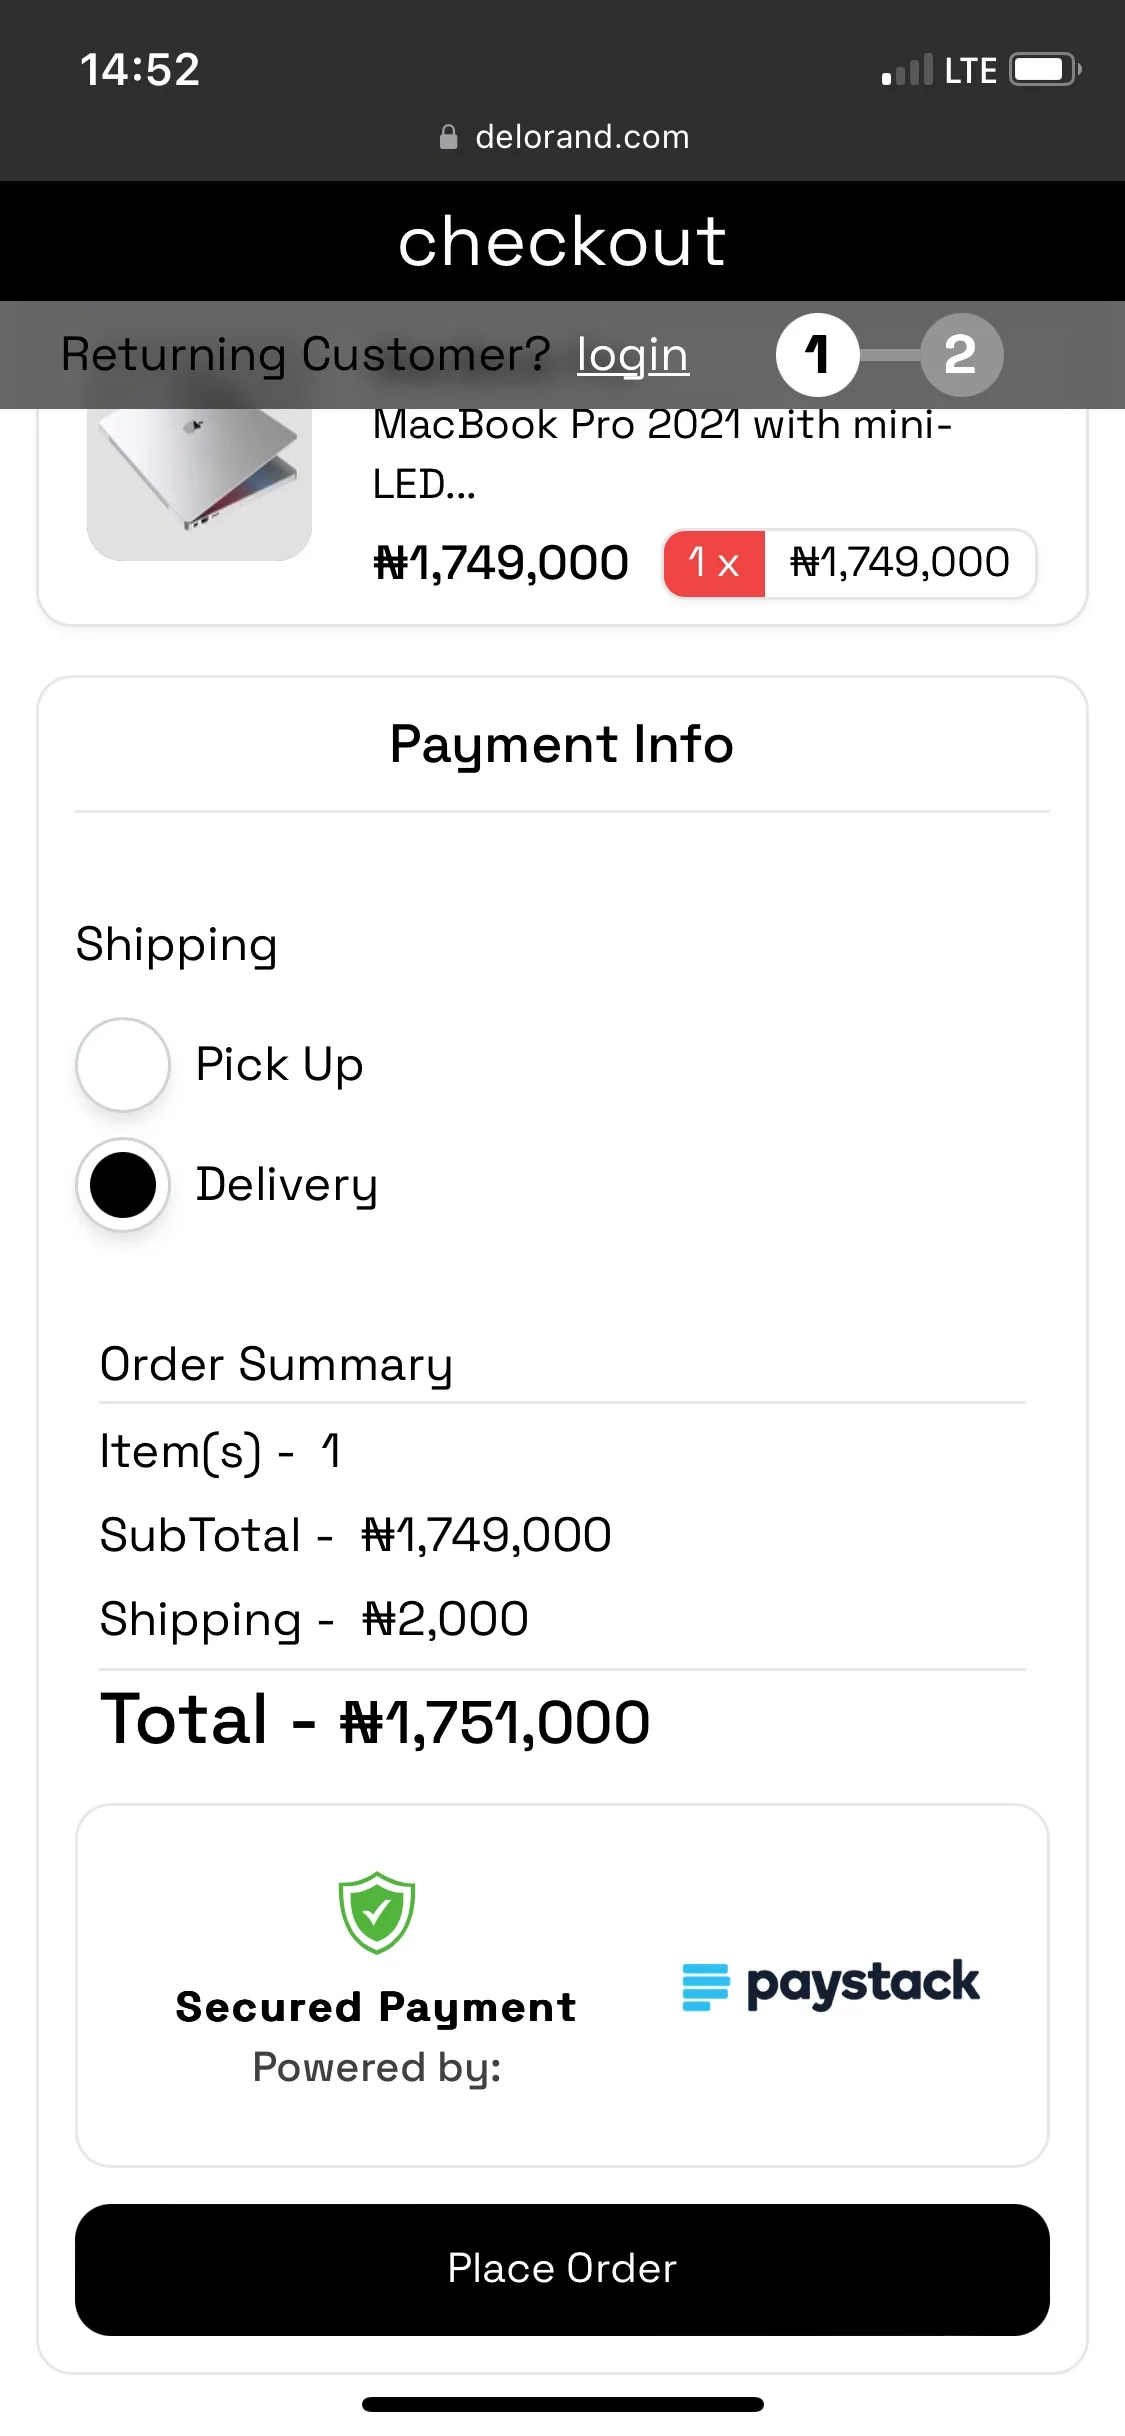 14:52
LTE
delorand.com
checkout
Returning Customer? login
1 2
MacBook Pro 2021 with mini-
LED...
₦1,749,000 1 x ₦1,749,000
Payment Info
Shipping
Pick Up
Delivery
Order Summary
Item(s) - 1
SubTotal - ₦1,749,000
Shipping - ₦2,000
Total - ₦1,751,000
Secured Payment
Powered by:
paystack
Place Order